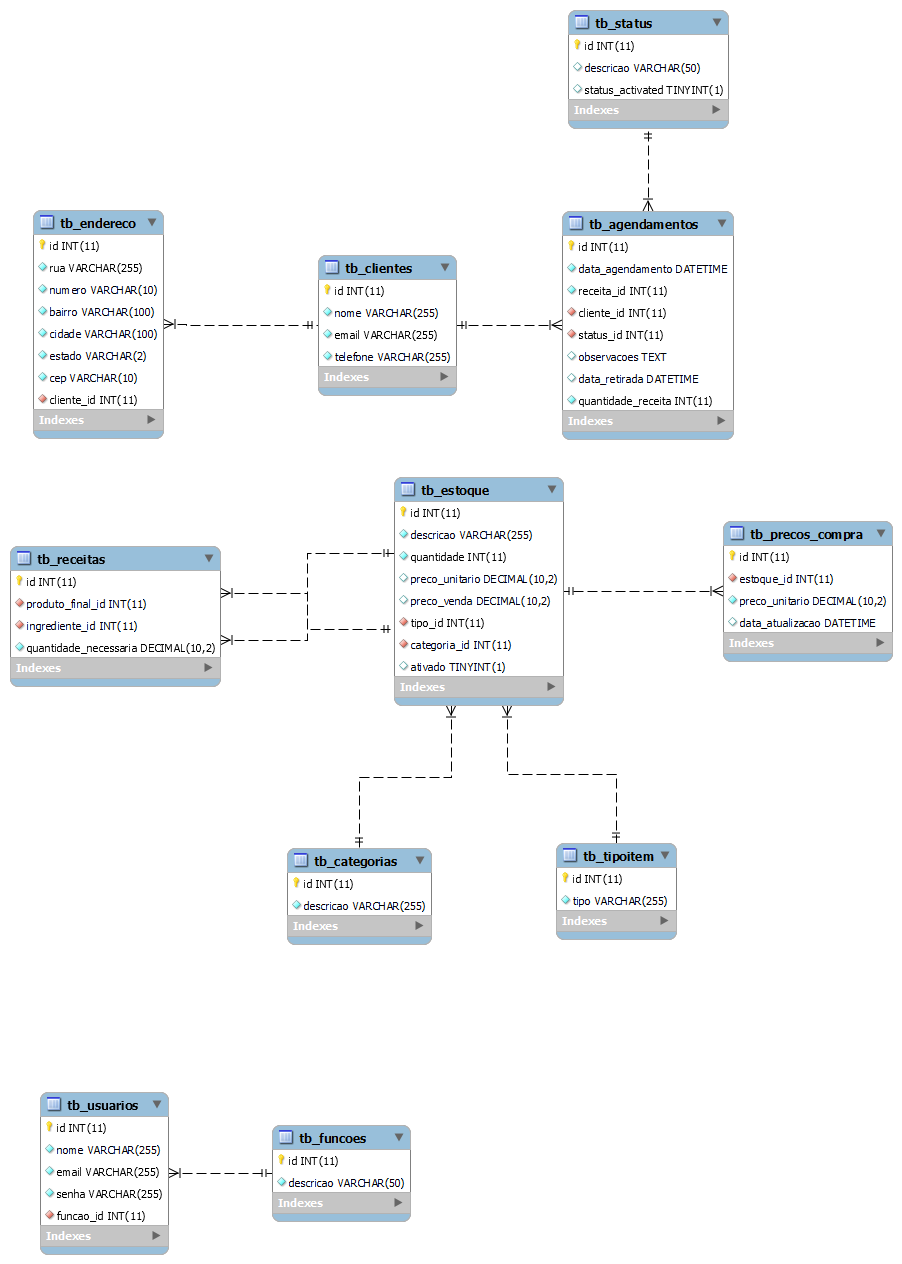 tb_status
id INT(11)
descricao VARCHAR(50)
status_activated TINYINT(1)
Indexes
tb_endereco
id INT(11)
rua VARCHAR(255)
numero VARCHAR(10)
bairro VARCHAR(100)
cidade VARCHAR(100)
estado VARCHAR(2)
cep VARCHAR(10)
cliente_id INT(11)
Indexes
tb_clientes
id INT(11)
nome VARCHAR(255)
email VARCHAR(255)
telefone VARCHAR(255)
Indexes
tb_agendamentos
id INT(11)
data_agendamento DATETIME
receita_id INT(11)
cliente_id INT(11)
status_id INT(11)
observacoes TEXT
data_retirada DATETIME
quantidade_receita INT(11)
Indexes
tb_receitas
id INT(11)
produto_final_id INT(11)
ingrediente_id INT(11)
quantidade_necessaria DECIMAL(10,2)
Indexes
tb_estoque
id INT(11)
descricao VARCHAR(255)
quantidade INT(11)
preco_unitario DECIMAL(10,2)
preco_venda DECIMAL(10,2)
tipo_id INT(11)
categoria_id INT(11)
ativado TINYINT(1)
Indexes
tb_precos_compra
id INT(11)
estoque_id INT(11)
preco_unitario DECIMAL(10,2)
data_atualizacao DATETIME
Indexes
tb_categorias
id INT(11)
descricao VARCHAR(255)
Indexes
tb_tipoitem
id INT(11)
tipo VARCHAR(255)
Indexes
tb_usuarios
id INT(11)
nome VARCHAR(255)
email VARCHAR(255)
senha VARCHAR(255)
funcao_id INT(11)
Indexes
tb_funcoes
id INT(11)
descricao VARCHAR(50)
Indexes